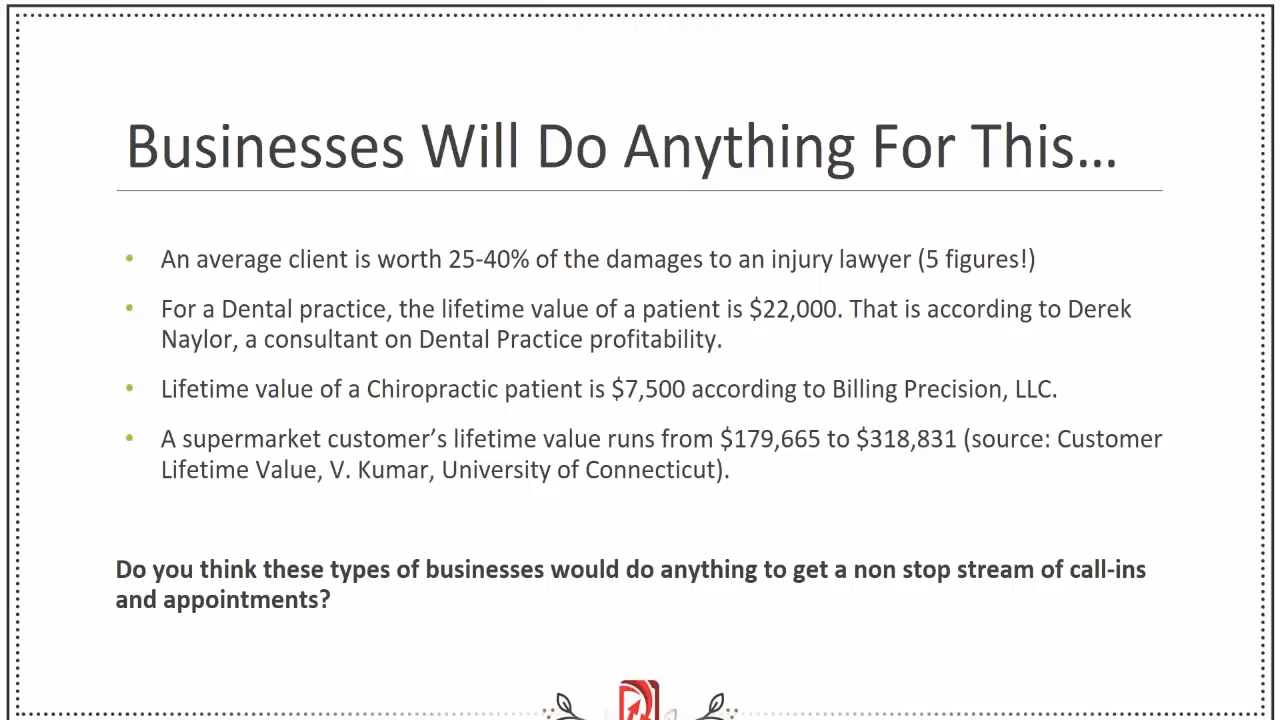 Businesses Will Do Anything For This...
• An average client is worth 25-40% of the damages to an injury lawyer (5 figures!)
• For a Dental practice, the lifetime value of a patient is $22,000. That is according to Derek
Naylor, a consultant on Dental Practice profitability.
• Lifetime value of a Chiropractic patient is $7,500 according to Billing Precision, LLC.
• A supermarket customer’s lifetime value runs from $179,665 to $318,831 (source: Customer
Lifetime Value, V. Kumar, University of Connecticut).
Do you think these types of businesses would do anything to get a non stop stream of call-ins
and appointments?